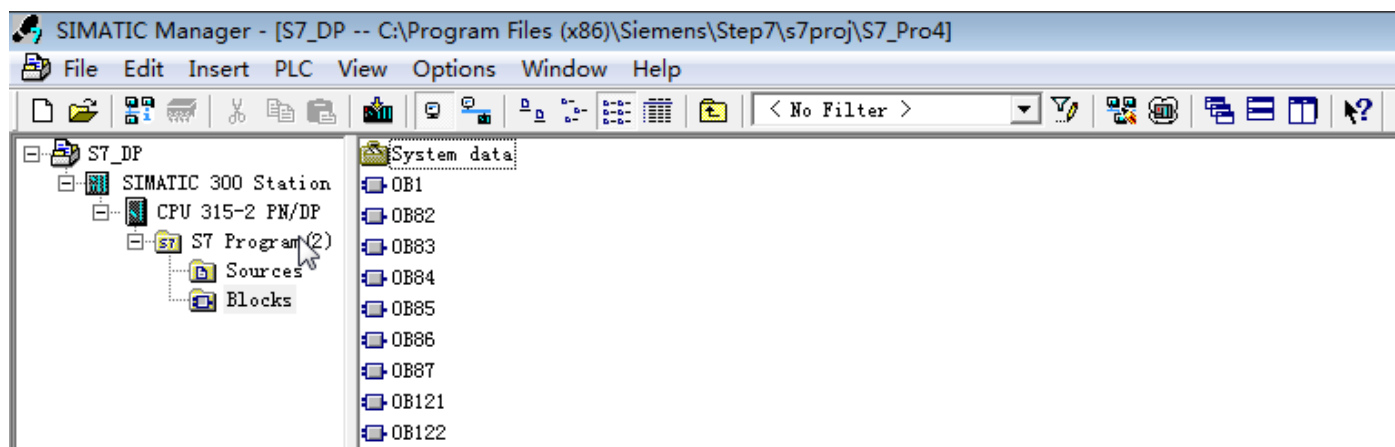 SIMATIC Manager - [S7_DP -- C:\Program Files (x86)\Siemens\Step7\s7proj\S7_Pro4]
File Edit Insert PLC View Options Window Help
< No Filter >
S7_DP
SIMATIC 300 Station
CPU 315-2 PN/DP
S7 Program(2)
Sources
Blocks
System data
OB1
OB82
OB83
OB84
OB85
OB86
OB87
OB121
OB122